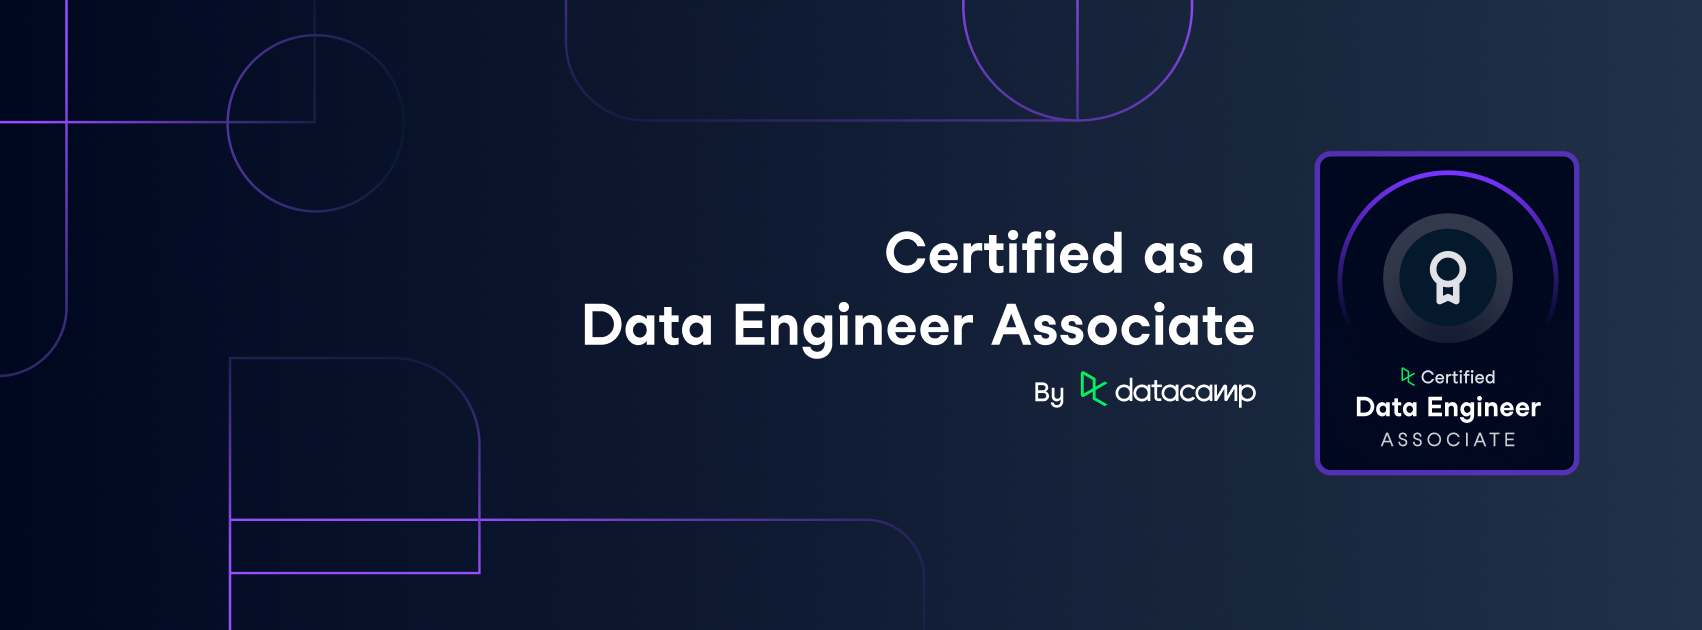 Certified as a
Data Engineer Associate
By datacamp
Certified
Data Engineer
ASSOCIATE